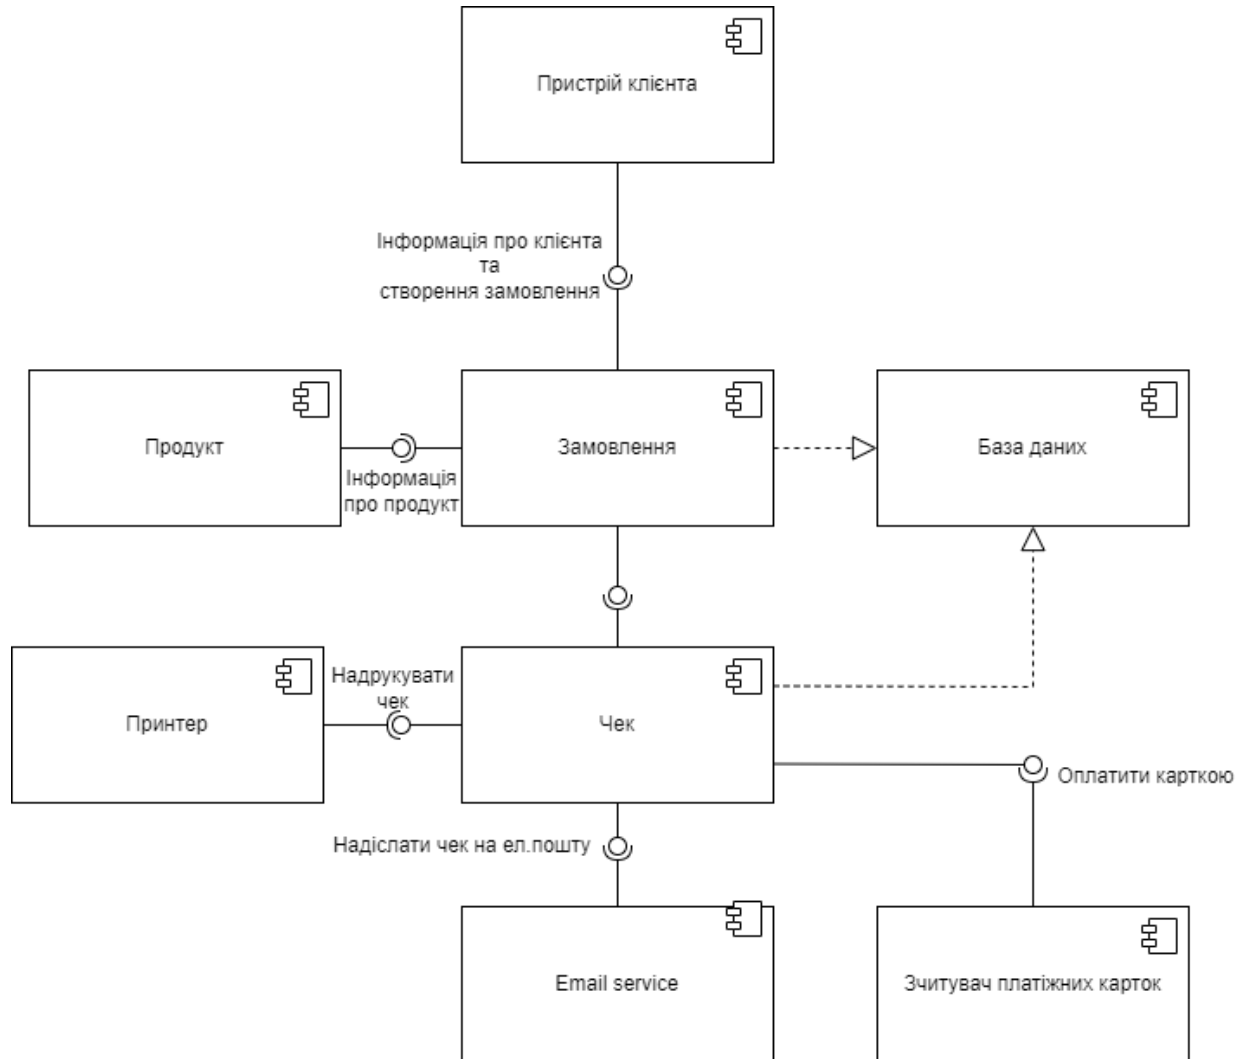 Пристрій клієнта
Інформація про клієнта
та
створення замовлення
Продукт
Інформація
про продукт
Замовлення
База даних
Принтер
Надрукувати
чек
Чек
Оплатити карткою
Надіслати чек на ел.пошту
Email service
Зчитувач платіжних карток